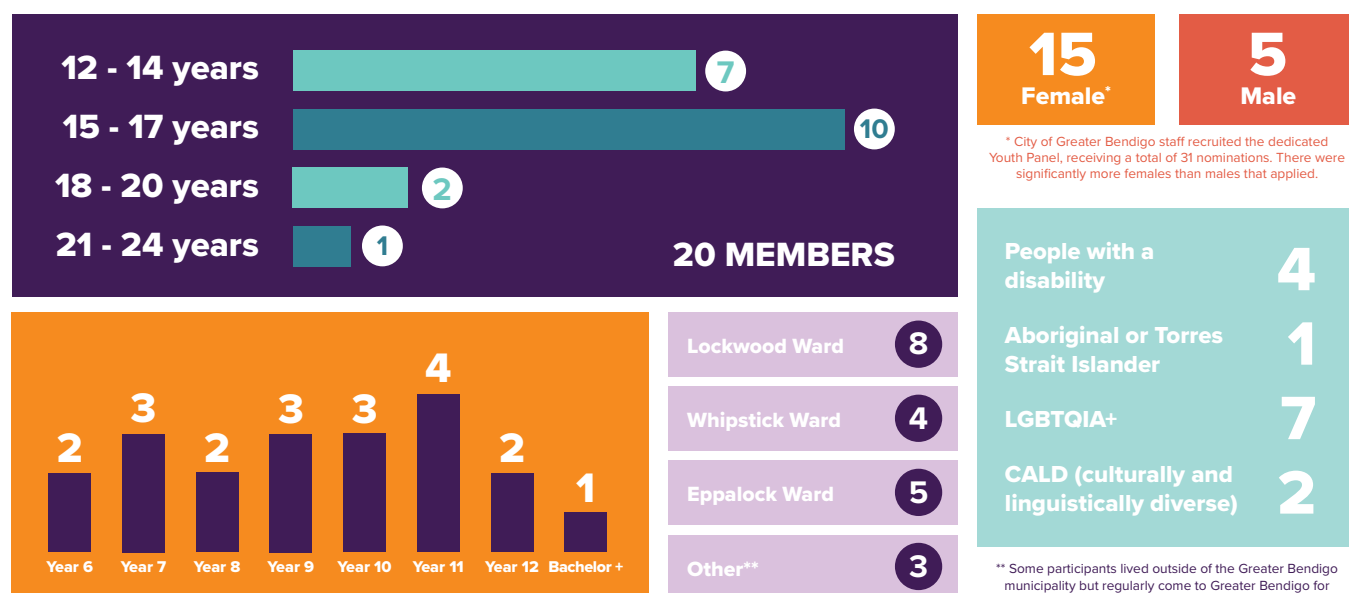 12 - 14 years
7
15 - 17 years
10
18 - 20 years
2
21 - 24 years
1
20 MEMBERS
15
Female*
5
Male
* City of Greater Bendigo staff recruited the dedicated
Youth Panel, receiving a total of 31 nominations. There were
significantly more females than males that applied.
2
3
2
3
3
4
2
1
Year 6
Year 7
Year 8
Year 9
Year 10
Year 11
Year 12
Bachelor +
Lockwood Ward
8
Whipstick Ward
4
Eppalock Ward
5
Other**
3
People with a
disability
4
Aboriginal or Torres
Strait Islander
1
LGBTQIA+
7
CALD (culturally and
linguistically diverse)
2
** Some participants lived outside of the Greater Bendigo
municipality but regularly come to Greater Bendigo for